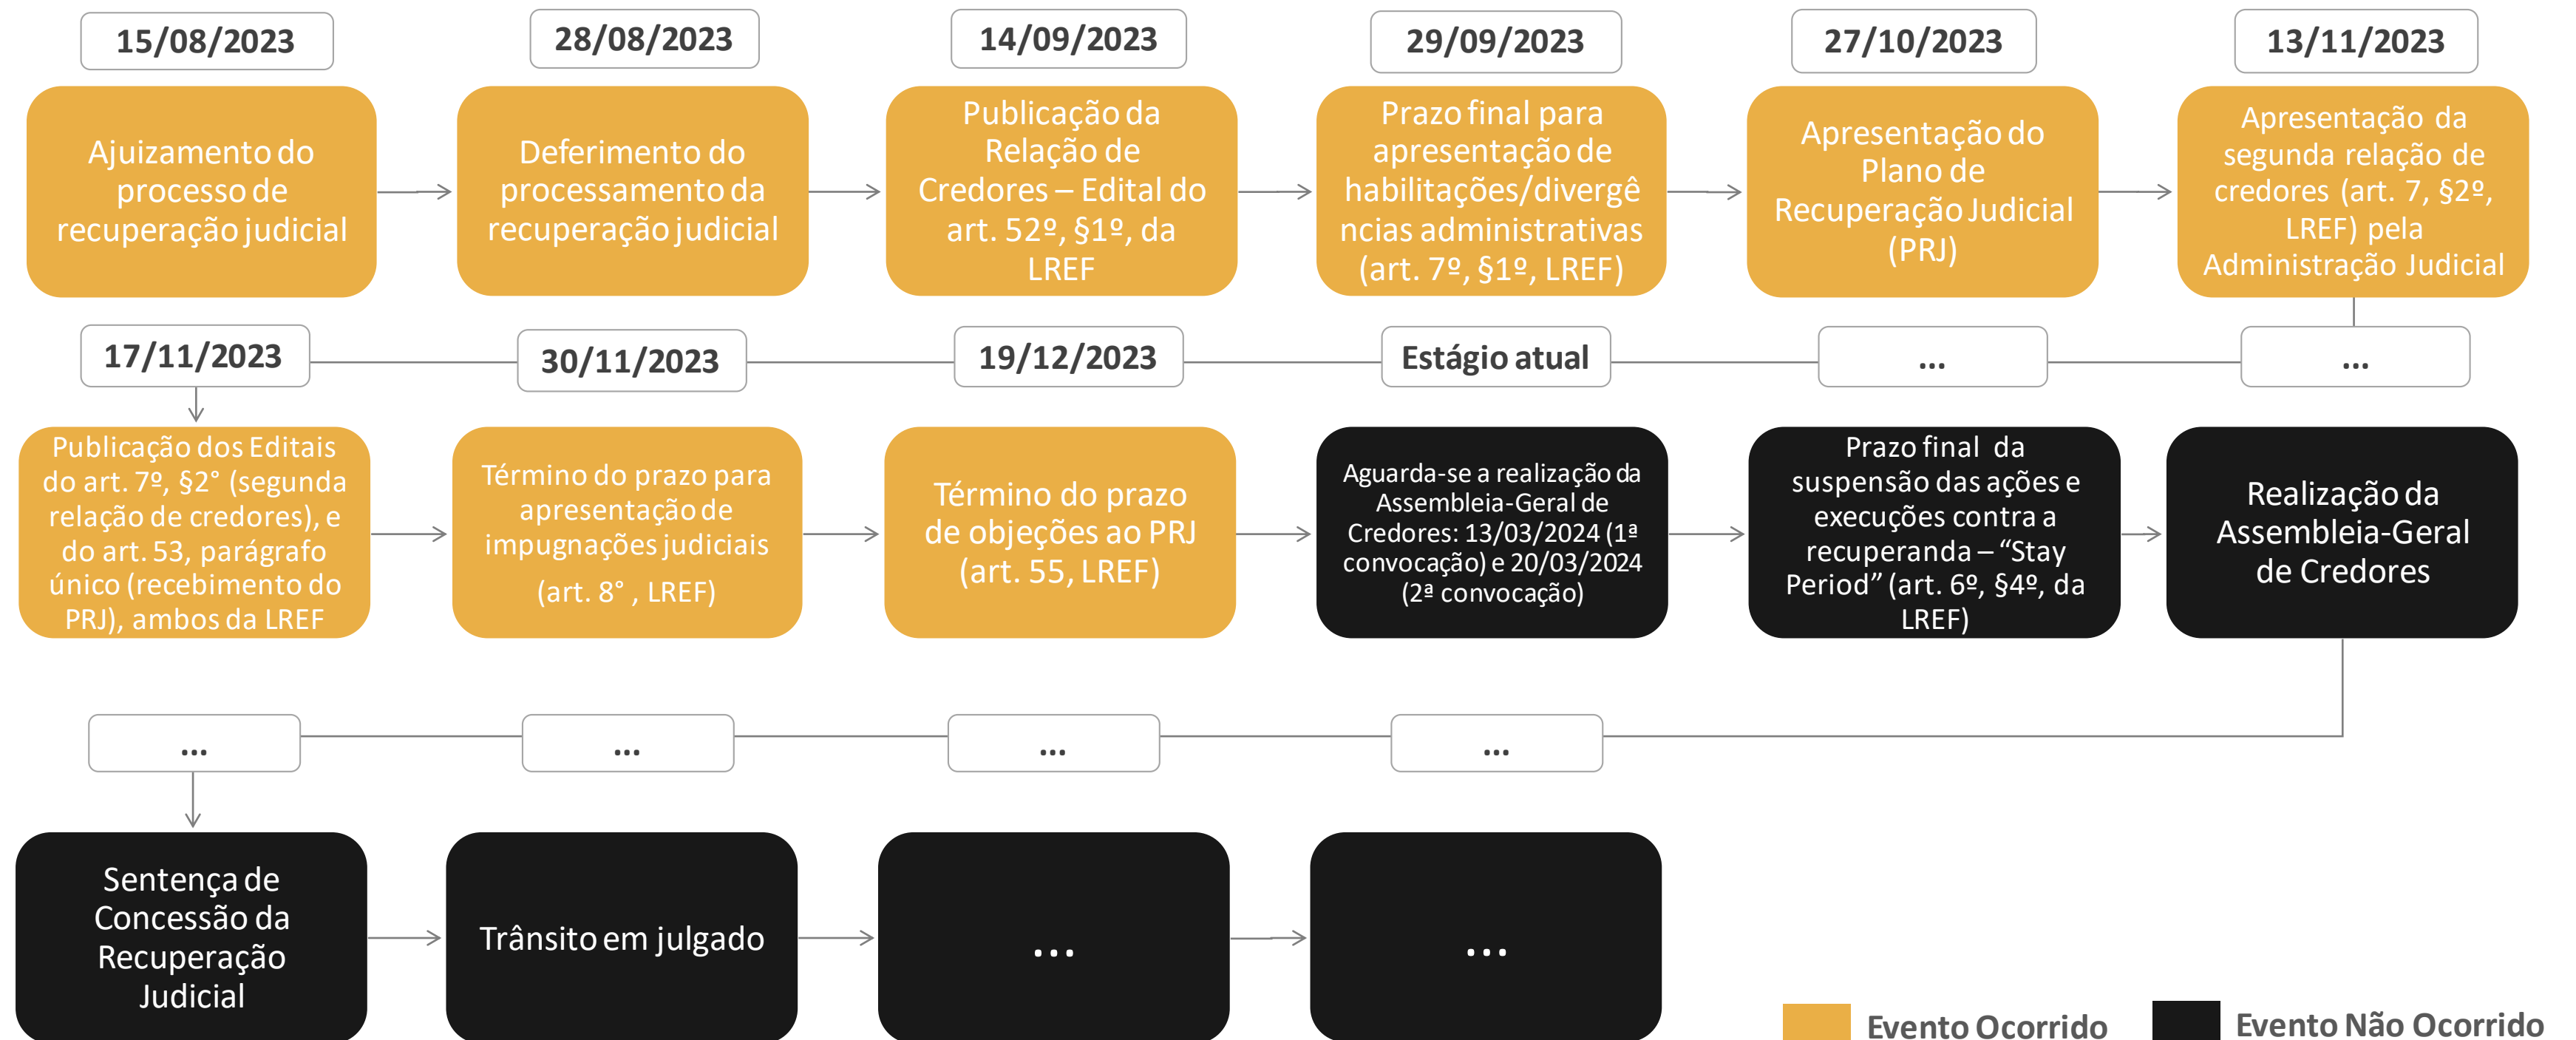 15/08/2023
28/08/2023
14/09/2023
29/09/2023
27/10/2023
13/11/2023
Ajuizamento do
processo de
recuperação judicial
Deferimento do
processamento da
recuperação judicial
Publicação da
Relação de
Credores – Edital do
art. 52º, §1º, da
LREF
Prazo final para
apresentação de
habilitações/divergê
ncias administrativas
(art. 7º, §1º, LREF)
Apresentação do
Plano de
Recuperação Judicial
(PRJ)
Apresentação da
segunda relação de
credores (art. 7, §2º,
LREF) pela
Administração Judicial
17/11/2023
30/11/2023
19/12/2023
Estágio atual
...
...
Publicação dos Editais
do art. 7º, §2° (segunda
relação de credores), e
do art. 53, parágrafo
único (recebimento do
PRJ), ambos da LREF
Término do prazo para
apresentação de
impugnações judiciais
(art. 8° , LREF)
Término do prazo
de objeções ao PRJ
(art. 55, LREF)
Aguarda-se a realização da
Assembleia-Geral de
Credores: 13/03/2024 (1ª
convocação) e 20/03/2024
(2ª convocação)
Prazo final da
suspensão das ações e
execuções contra a
recuperanda – “Stay
Period” (art. 6º, §4º, da
LREF)
Realização da
Assembleia-Geral
de Credores
...
...
...
...
Sentença de
Concessão da
Recuperação
Judicial
Trânsito em julgado
...
...
Evento Ocorrido
Evento Não Ocorrido